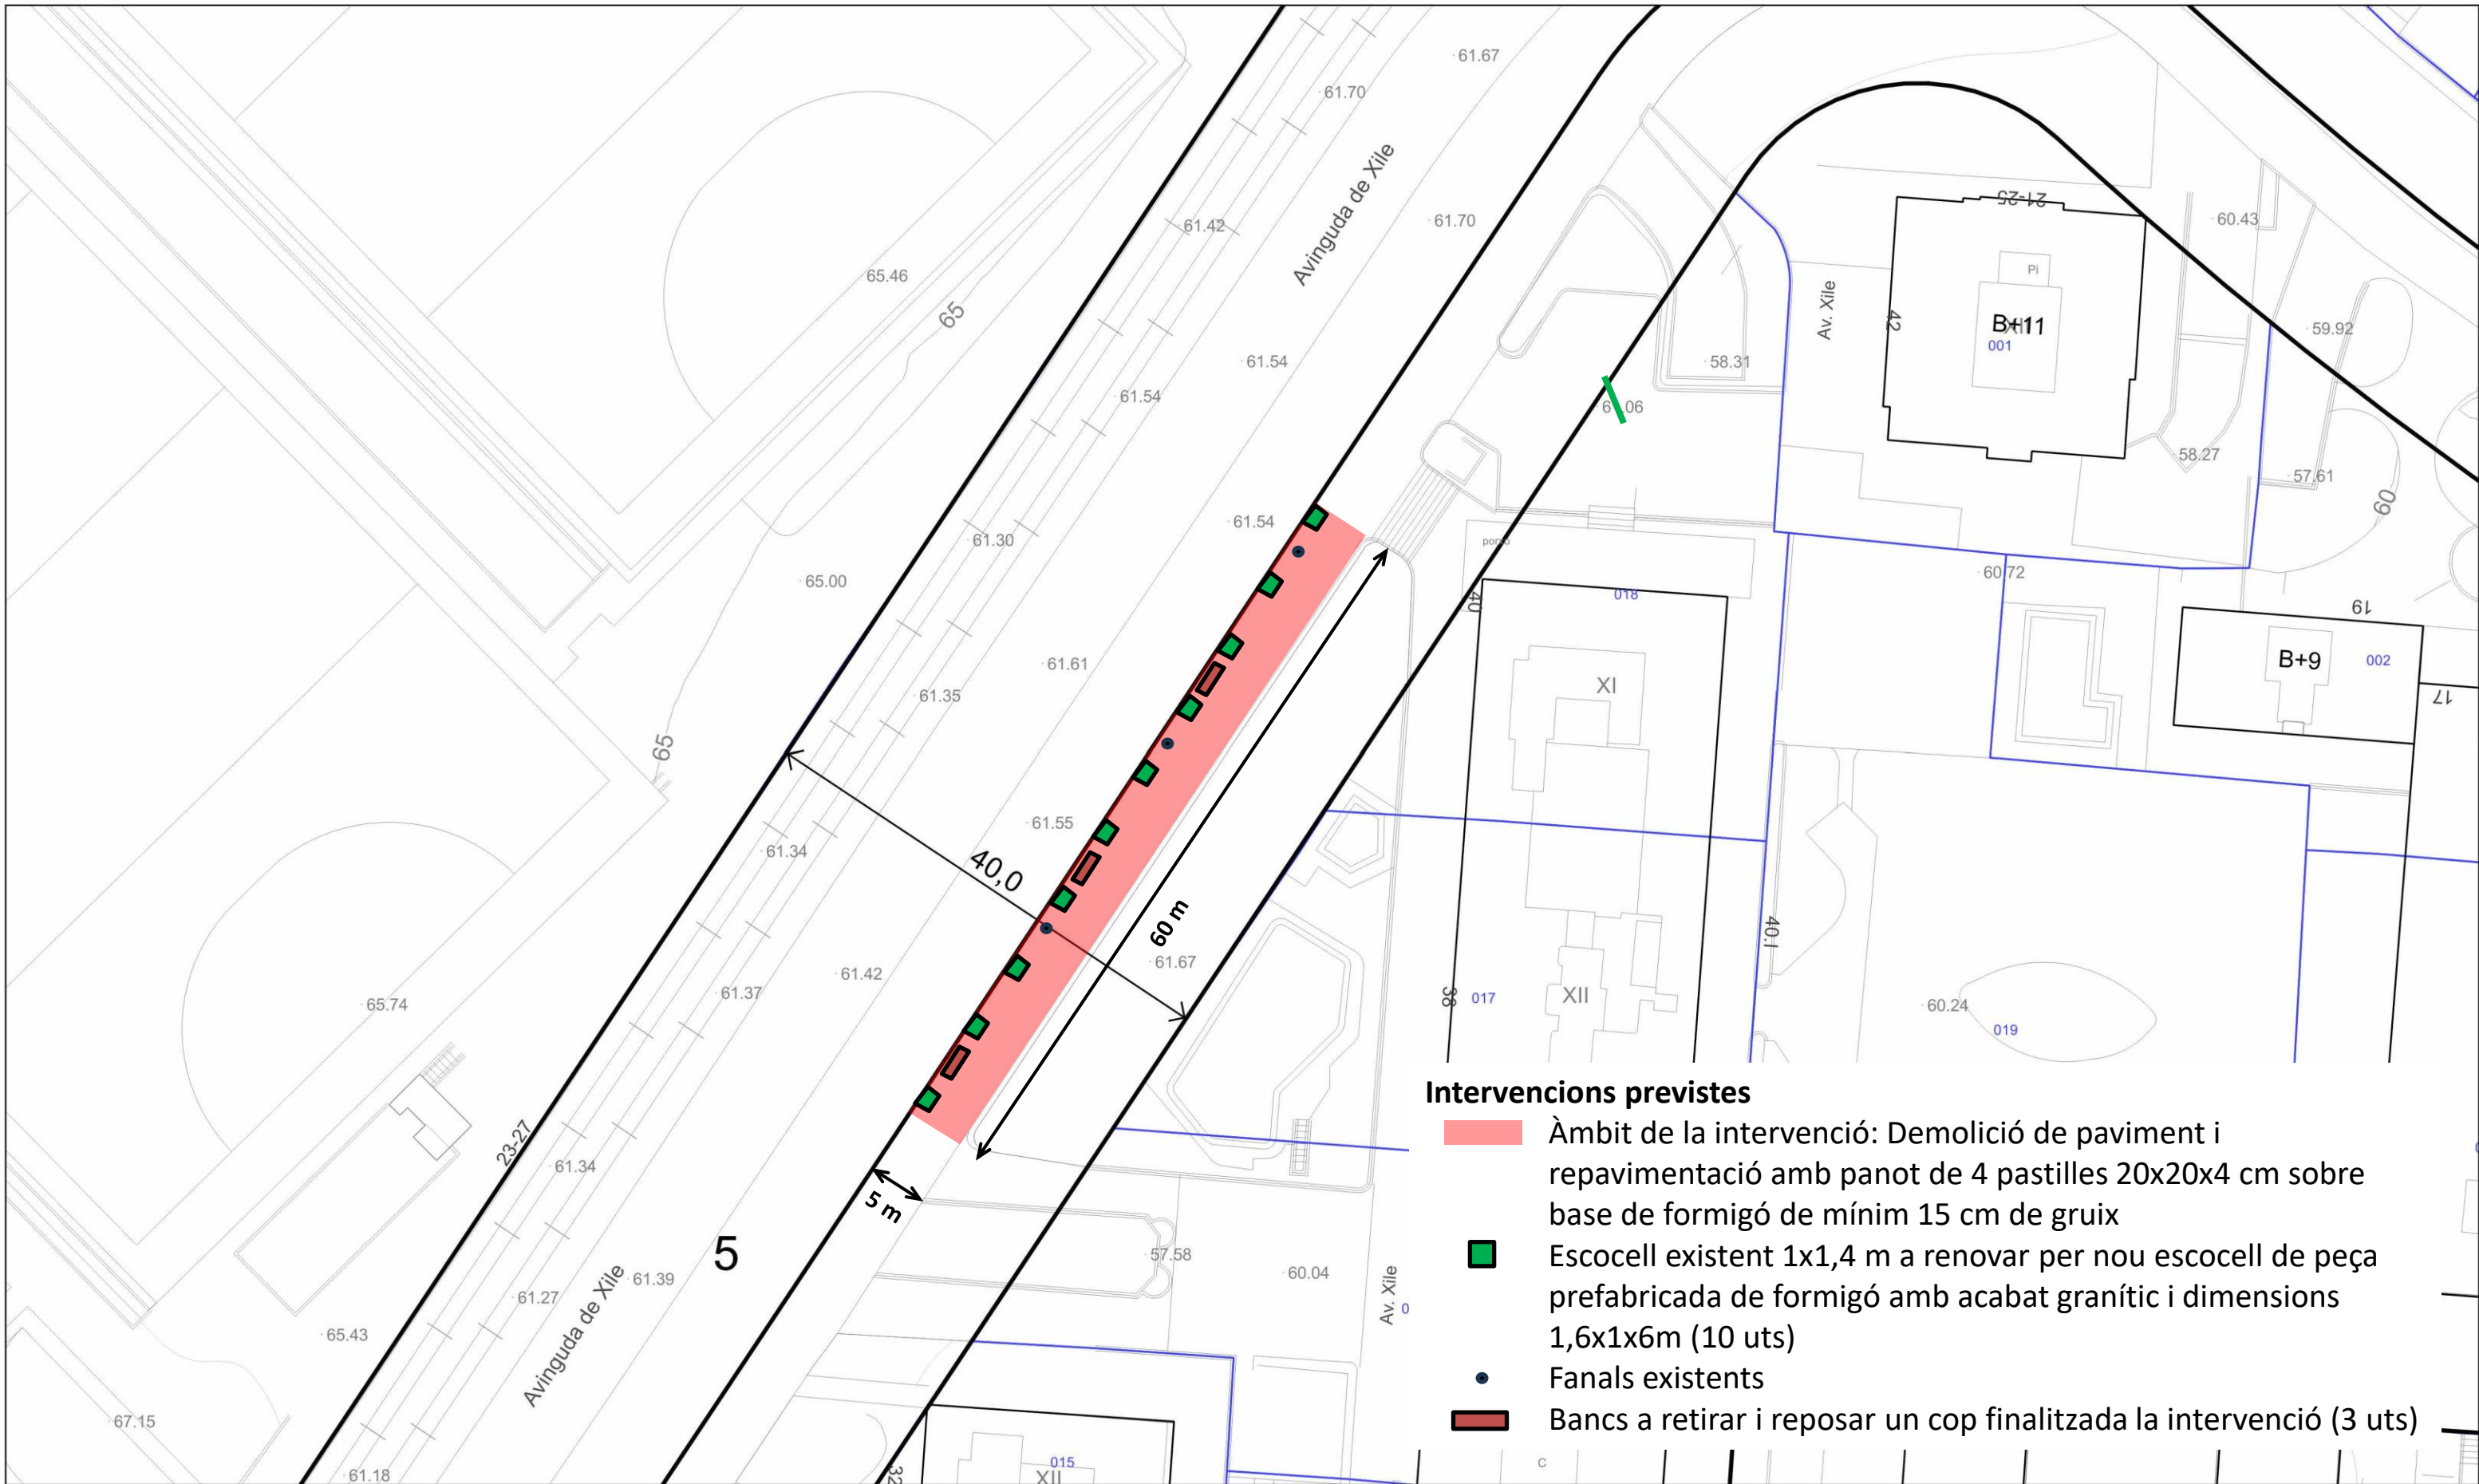 61.67
61.70
Avinguda de Xile
61.42
61.70
21-25
60.43
65.46
65
Pi
Av. Xile
42
B+11
001
59.92
61.54
58.31
61.54
58.27
57.61
60
61.54
61.30
porxo
65.00
60.72
40
018
19
61.61
XI
B+9
002
61.35
17
65
61.55
61.34
40,0
60 m
40.I
61.67
61.42
61.37
65.74
38
017
XII
60.24
019
Intervencions previstes
Àmbit de la intervenció: Demolició de paviment i
repavimentació amb panot de 4 pastilles 20x20x4 cm sobre
base de formigó de mínim 15 cm de gruix
Escocell existent 1x1,4 m a renovar per nou escocell de peça
prefabricada de formigó amb acabat granític i dimensions
1,6x1x6m (10 uts)
Fanals existents
Bancs a retirar i reposar un cop finalitzada la intervenció (3 uts)
23-27
61.34
5 m
5
57.58
60.04
Av. Xile
0
61.39
61.27
Avinguda de Xile
65.43
67.15
61.18
32
015
XII
C